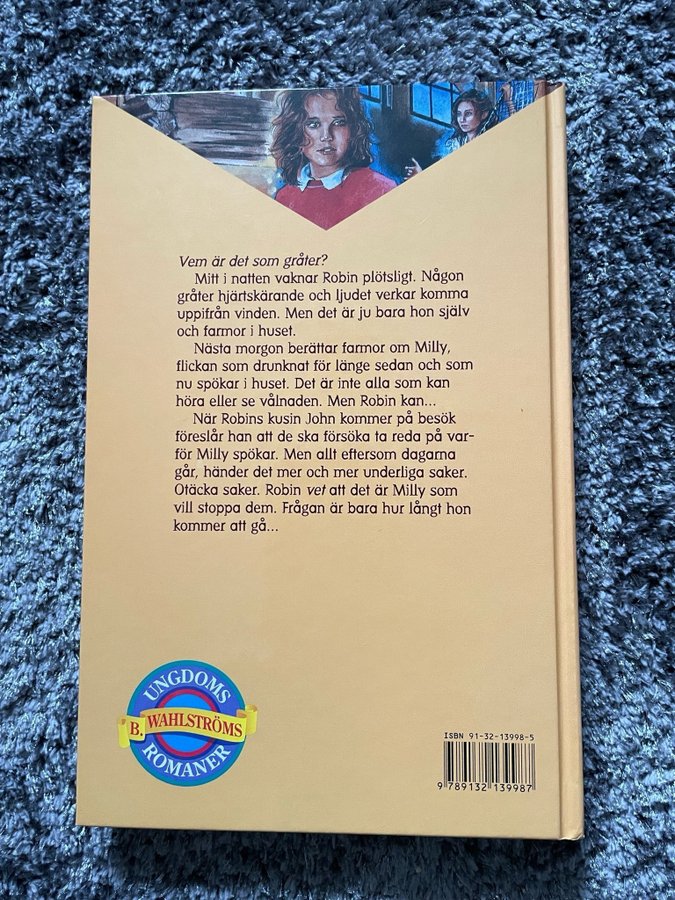 Vem är det som gråter?
Mitt i natten vaknar Robin plötsligt. Någon
gråter hjärtskärande och ljudet verkar komma
uppifrån vinden. Men det är ju bara hon själv
och farmor i huset.
Nästa morgon berättar farmor om Milly,
flickan som drunknat för länge sedan och som
nu spökar i huset. Det är inte alla som kan
höra eller se vålnaden. Men Robin kan...
När Robins kusin John kommer på besök
föreslår han att de ska försöka ta reda på var-
för Milly spökar. Men allt eftersom dagarna
går, händer det mer och mer underliga saker.
Otäcka saker. Robin vet att det är Milly som
vill stoppa dem. Frågan är bara hur långt hon
kommer att gå...
UNGDOMS
B. WAHLSTRÖMS
ROMANER
ISBN 91-32-13998-5
9 789132 139987